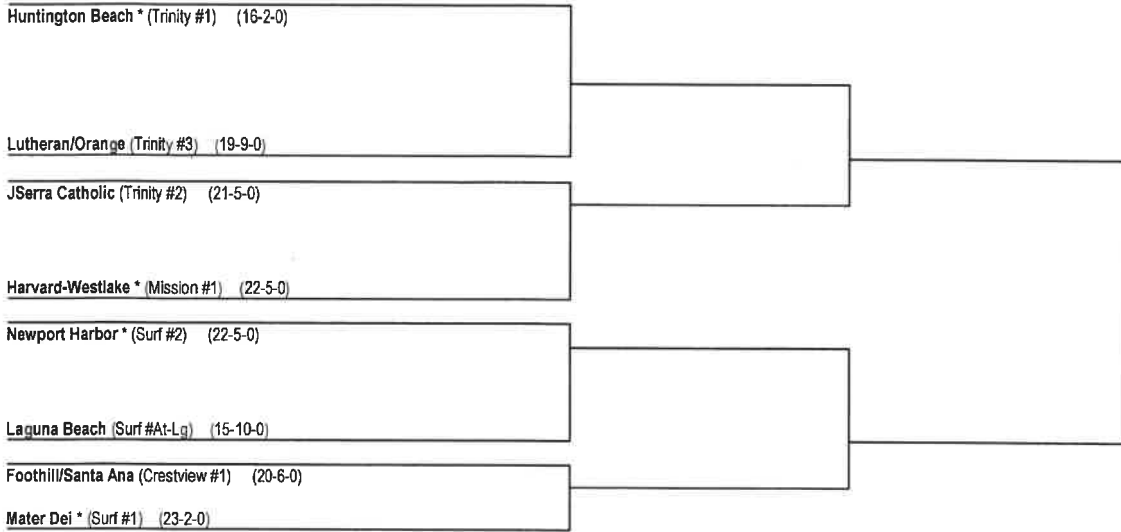 Huntington Beach * (Trinity #1) (16-2-0)
Lutheran/Orange (Trinity #3) (19-9-0)
JSerra Catholic (Trinity #2) (21-5-0)
Harvard-Westlake * (Mission #1) (22-5-0)
Newport Harbor * (Surf #2) (22-5-0)
Laguna Beach (Surf #At-Lg) (15-10-0)
Foothill/Santa Ana (Crestview #1) (20-6-0)
Mater Dei * (Surf #1) (23-2-0)